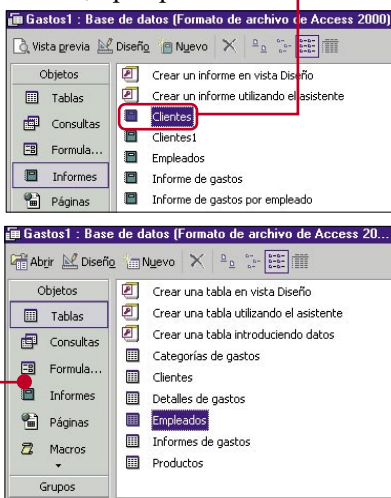 Gastos1 : Base de datos (Formato de archivo de Access 2000)
Vista previa Diseño Nuevo
Objetos
Tablas
Consultas
Formula...
Informes
Páginas
Crear un informe en vista Diseño
Crear un informe utilizando el asistente
Clientes
Clientes1
Empleados
Informe de gastos
Informe de gastos por empleado
Gastos1 : Base de datos (Formato de archivo de Access 20...
Abrir Diseño Nuevo
Objetos
Tablas
Consultas
Formula...
Informes
Páginas
Macros
Grupos
Crear una tabla en vista Diseño
Crear una tabla utilizando el asistente
Crear una tabla introduciendo datos
Categorías de gastos
Clientes
Detalles de gastos
Empleados
Informes de gastos
Productos